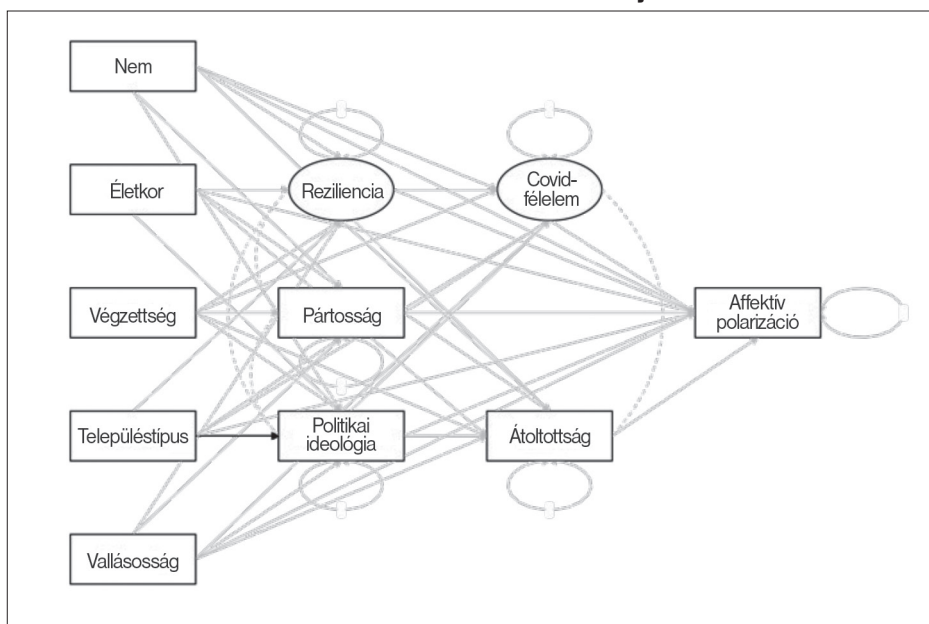 Nem
Életkor
Végzettség
Településtípus
Vallásosság
Reziliencia
Pártosság
Politikai
ideológia
Covid-
félelem
Átoltottság
Affektív
polarizáció